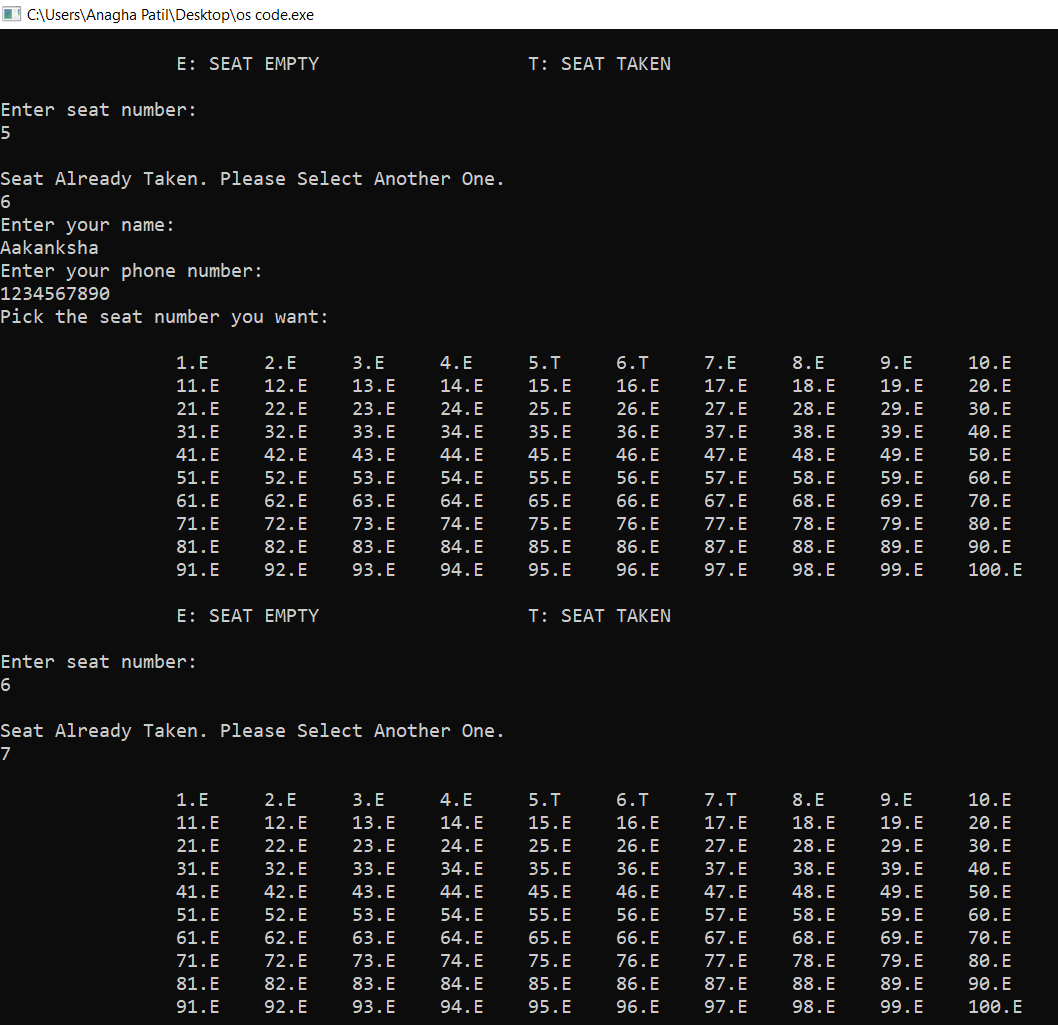 C:\Users\Anagha Patil\Desktop\os code.exe
E: SEAT EMPTY T: SEAT TAKEN
Enter seat number:
5
Seat Already Taken. Please Select Another One.
6
Enter your name:
Aakanksha
Enter your phone number:
1234567890
Pick the seat number you want:
1.E 2.E 3.E 4.E 5.T 6.T 7.E 8.E 9.E 10.E
11.E 12.E 13.E 14.E 15.E 16.E 17.E 18.E 19.E 20.E
21.E 22.E 23.E 24.E 25.E 26.E 27.E 28.E 29.E 30.E
31.E 32.E 33.E 34.E 35.E 36.E 37.E 38.E 39.E 40.E
41.E 42.E 43.E 44.E 45.E 46.E 47.E 48.E 49.E 50.E
51.E 52.E 53.E 54.E 55.E 56.E 57.E 58.E 59.E 60.E
61.E 62.E 63.E 64.E 65.E 66.E 67.E 68.E 69.E 70.E
71.E 72.E 73.E 74.E 75.E 76.E 77.E 78.E 79.E 80.E
81.E 82.E 83.E 84.E 85.E 86.E 87.E 88.E 89.E 90.E
91.E 92.E 93.E 94.E 95.E 96.E 97.E 98.E 99.E 100.E
E: SEAT EMPTY T: SEAT TAKEN
Enter seat number:
6
Seat Already Taken. Please Select Another One.
7
1.E 2.E 3.E 4.E 5.T 6.T 7.T 8.E 9.E 10.E
11.E 12.E 13.E 14.E 15.E 16.E 17.E 18.E 19.E 20.E
21.E 22.E 23.E 24.E 25.E 26.E 27.E 28.E 29.E 30.E
31.E 32.E 33.E 34.E 35.E 36.E 37.E 38.E 39.E 40.E
41.E 42.E 43.E 44.E 45.E 46.E 47.E 48.E 49.E 50.E
51.E 52.E 53.E 54.E 55.E 56.E 57.E 58.E 59.E 60.E
61.E 62.E 63.E 64.E 65.E 66.E 67.E 68.E 69.E 70.E
71.E 72.E 73.E 74.E 75.E 76.E 77.E 78.E 79.E 80.E
81.E 82.E 83.E 84.E 85.E 86.E 87.E 88.E 89.E 90.E
91.E 92.E 93.E 94.E 95.E 96.E 97.E 98.E 99.E 100.E